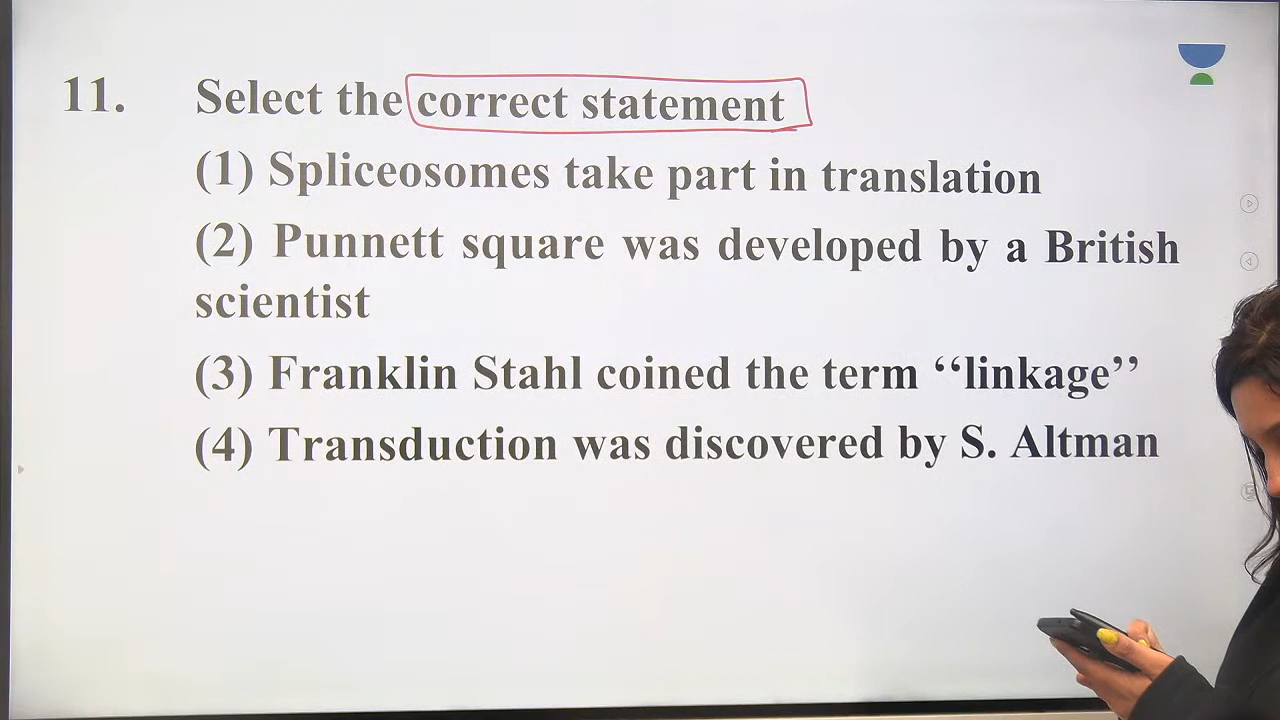 11. Select the correct statement
(1) Spliceosomes take part in translation
(2) Punnett square was developed by a British
scientist
(3) Franklin Stahl coined the term ‘‘linkage’’
(4) Transduction was discovered by S. Altman